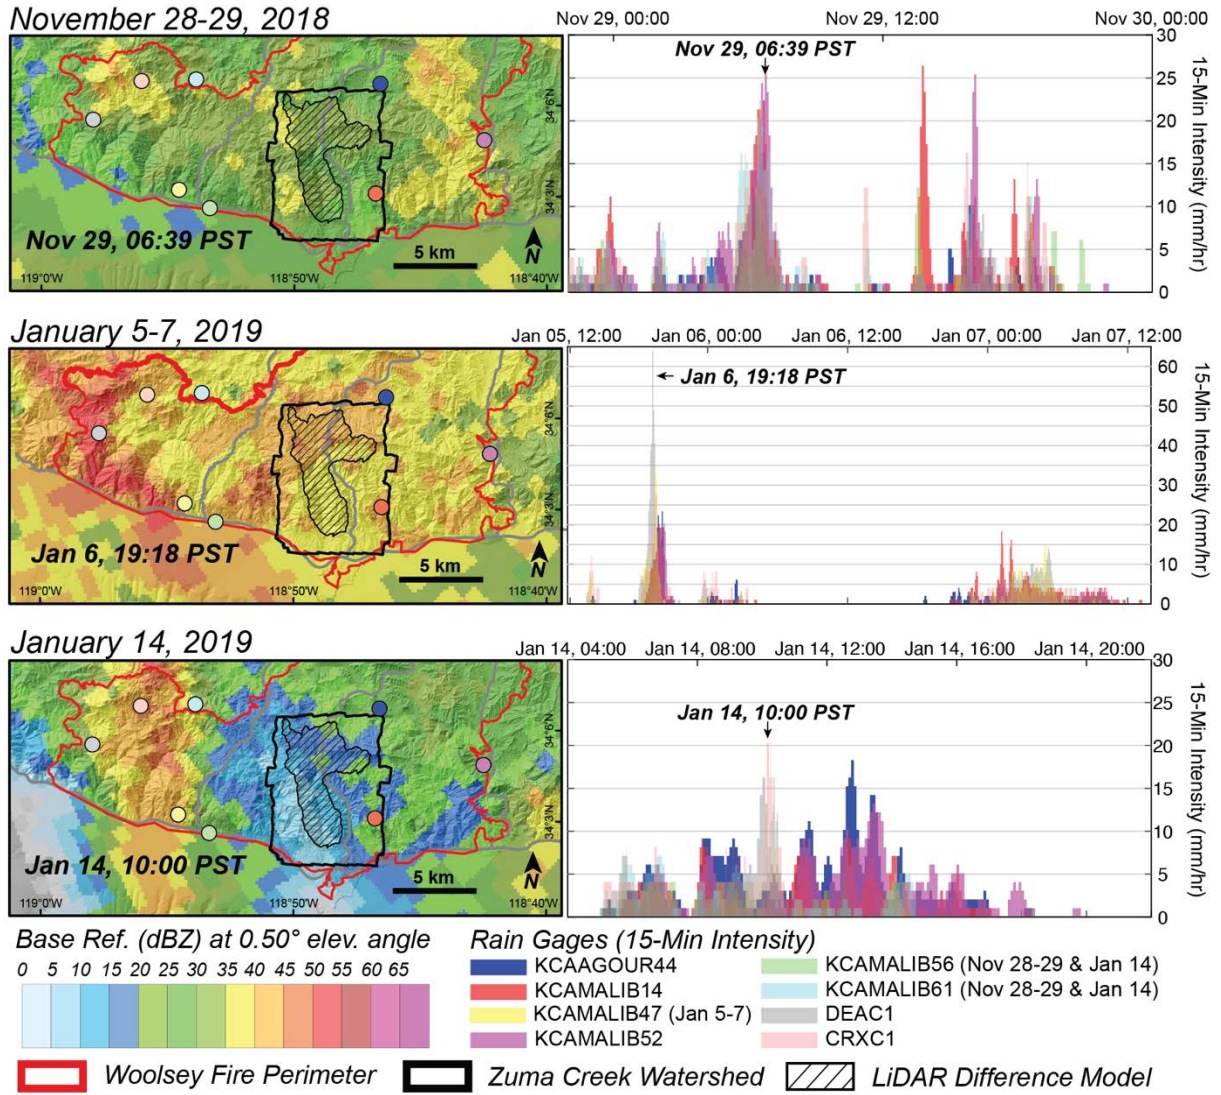 November 28-29, 2018
Nov 29, 00:00 Nov 29, 12:00 Nov 30, 00:00
Nov 29, 06:39 PST
30
25
20
15
10
5
0
15-Min Intensity (mm/hr)
34°6'N
34°3'N
Nov 29, 06:39 PST
5 km
N
119°0'W 118°50'W 118°40'W
January 5-7, 2019
Jan 05, 12:00 Jan 06, 00:00 Jan 06, 12:00 Jan 07, 00:00 Jan 07, 12:00
Jan 6, 19:18 PST
60
50
40
30
20
10
0
15-Min Intensity (mm/hr)
34°6'N
34°3'N
Jan 6, 19:18 PST
5 km
N
119°0'W 118°50'W 118°40'W
January 14, 2019
Jan 14, 04:00 Jan 14, 08:00 Jan 14, 12:00 Jan 14, 16:00 Jan 14, 20:00
Jan 14, 10:00 PST
30
25
20
15
10
5
0
15-Min Intensity (mm/hr)
34°6'N
34°3'N
Jan 14, 10:00 PST
5 km
N
119°0'W 118°50'W 118°40'W
Base Ref. (dBZ) at 0.50° elev. angle
0 5 10 15 20 25 30 35 40 45 50 55 60 65
Rain Gages (15-Min Intensity)
KCAAGOUR44
KCAMALIB14
KCAMALIB47 (Jan 5-7)
KCAMALIB52
KCAMALIB56 (Nov 28-29 & Jan 14)
KCAMALIB61 (Nov 28-29 & Jan 14)
DEAC1
CRXC1
Woolsey Fire Perimeter
Zuma Creek Watershed
LiDAR Difference Model